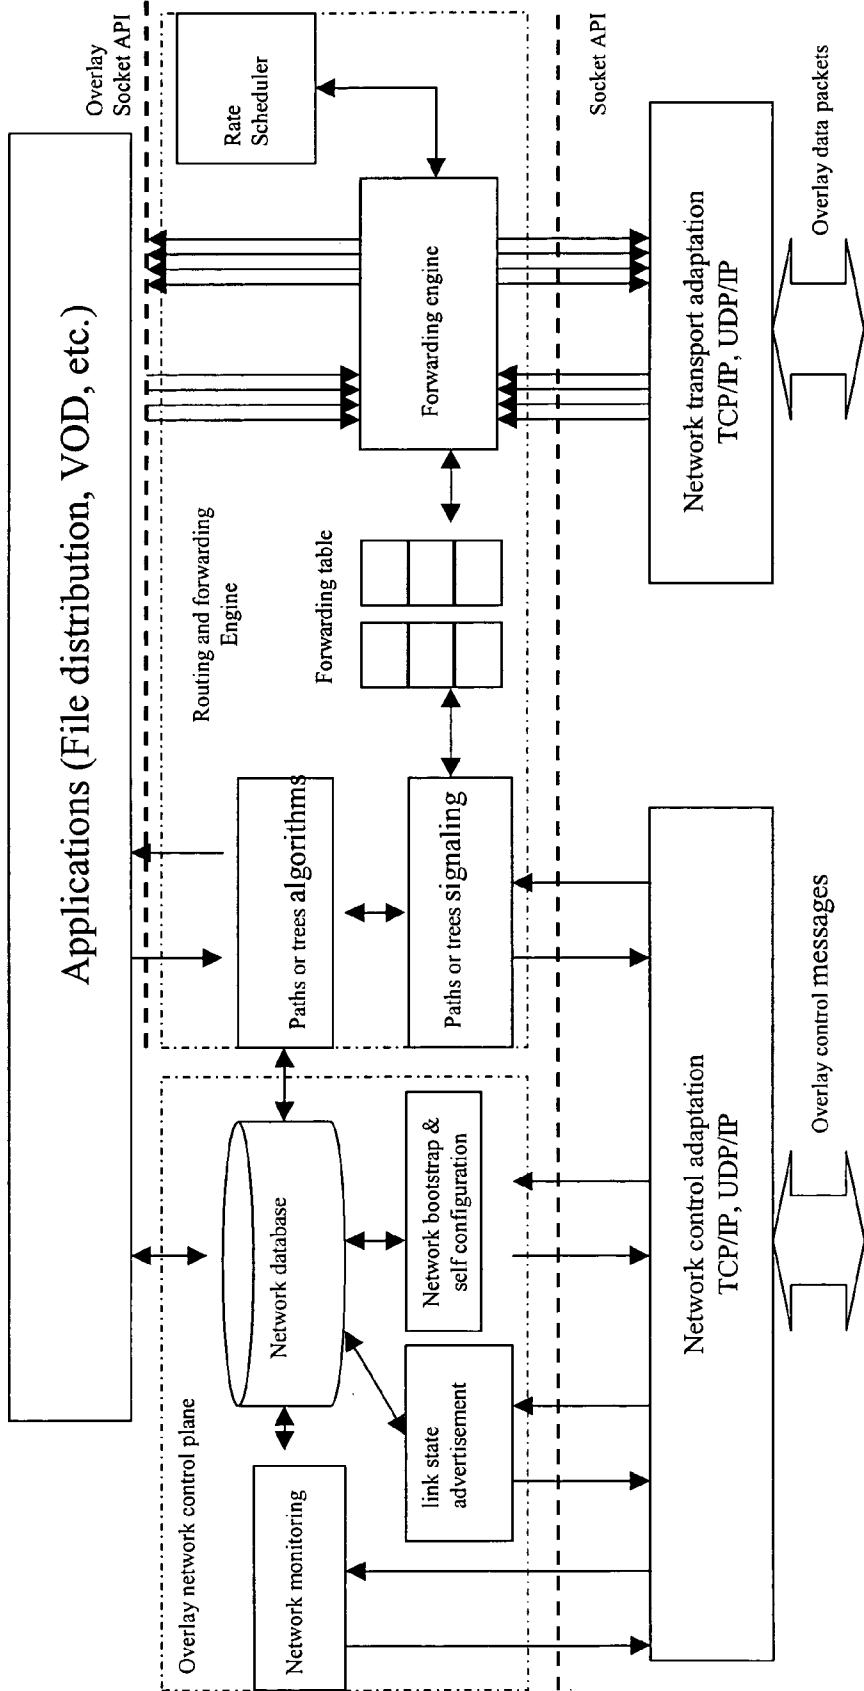 Applications (File distribution, VOD, etc.)
Overlay
Socket API
Overlay network control plane
Routing and forwarding
Engine
Rate
Scheduler
Network monitoring
Network database
Paths or trees algorithms
Forwarding table
link state
advertisement
Network bootstrap &
self configuration
Paths or trees signaling
Forwarding engine
Socket API
Network control adaptation
TCP/IP, UDP/IP
Network transport adaptation
TCP/IP, UDP/IP
Overlay control messages
Overlay data packets